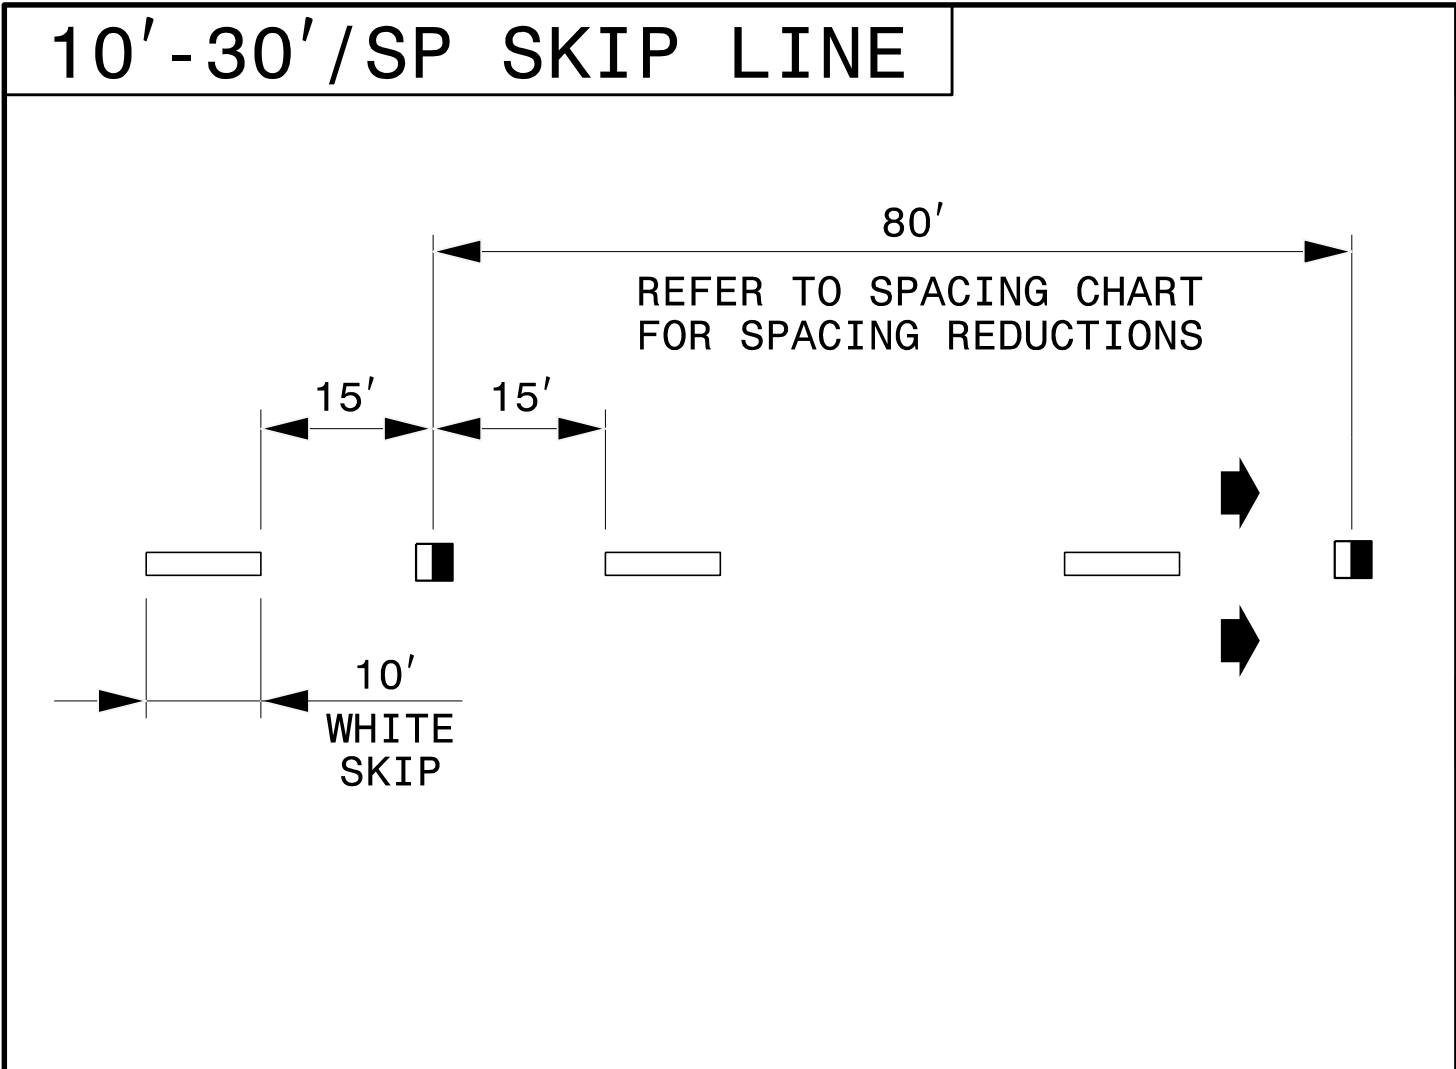 10'-30'/SP SKIP LINE
80'
REFER TO SPACING CHART
FOR SPACING REDUCTIONS
15'
15'
10'
WHITE
SKIP